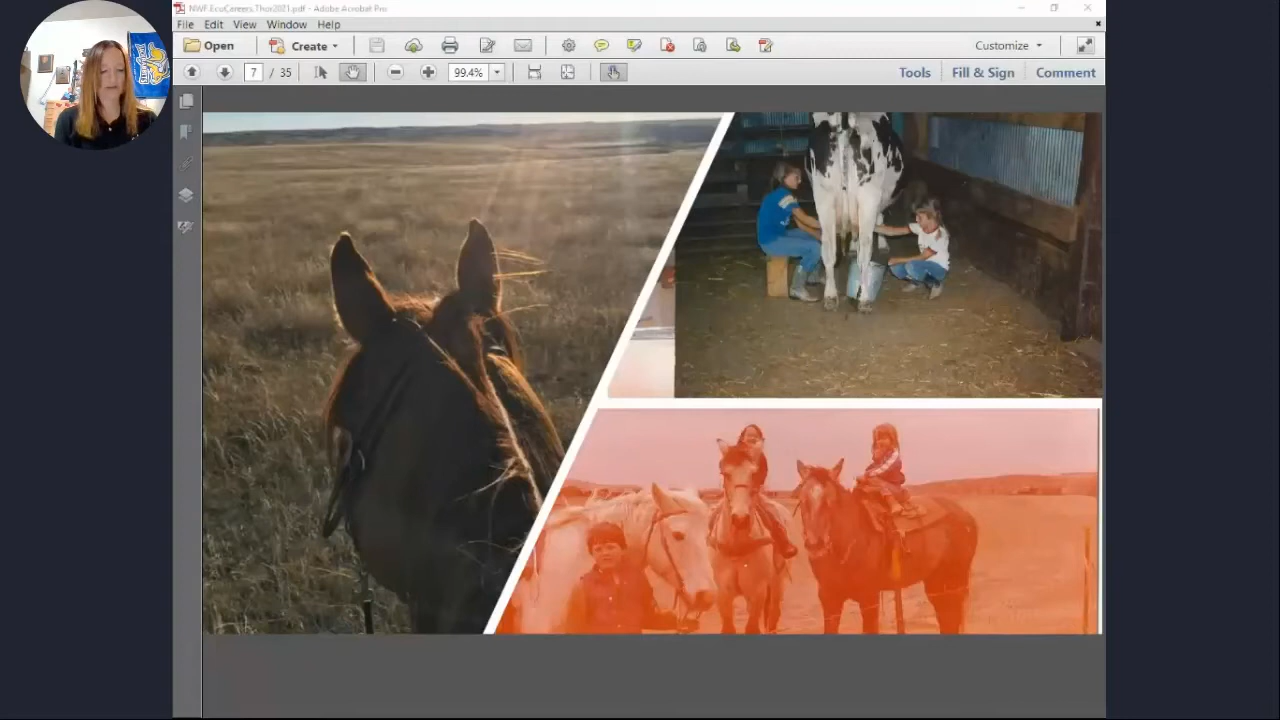 NWF.EcoCareers.Thor2021.pdf - Adobe Acrobat Pro
File Edit View Window Help
Open Create Customize
7 / 35 99.4% Tools Fill & Sign Comment